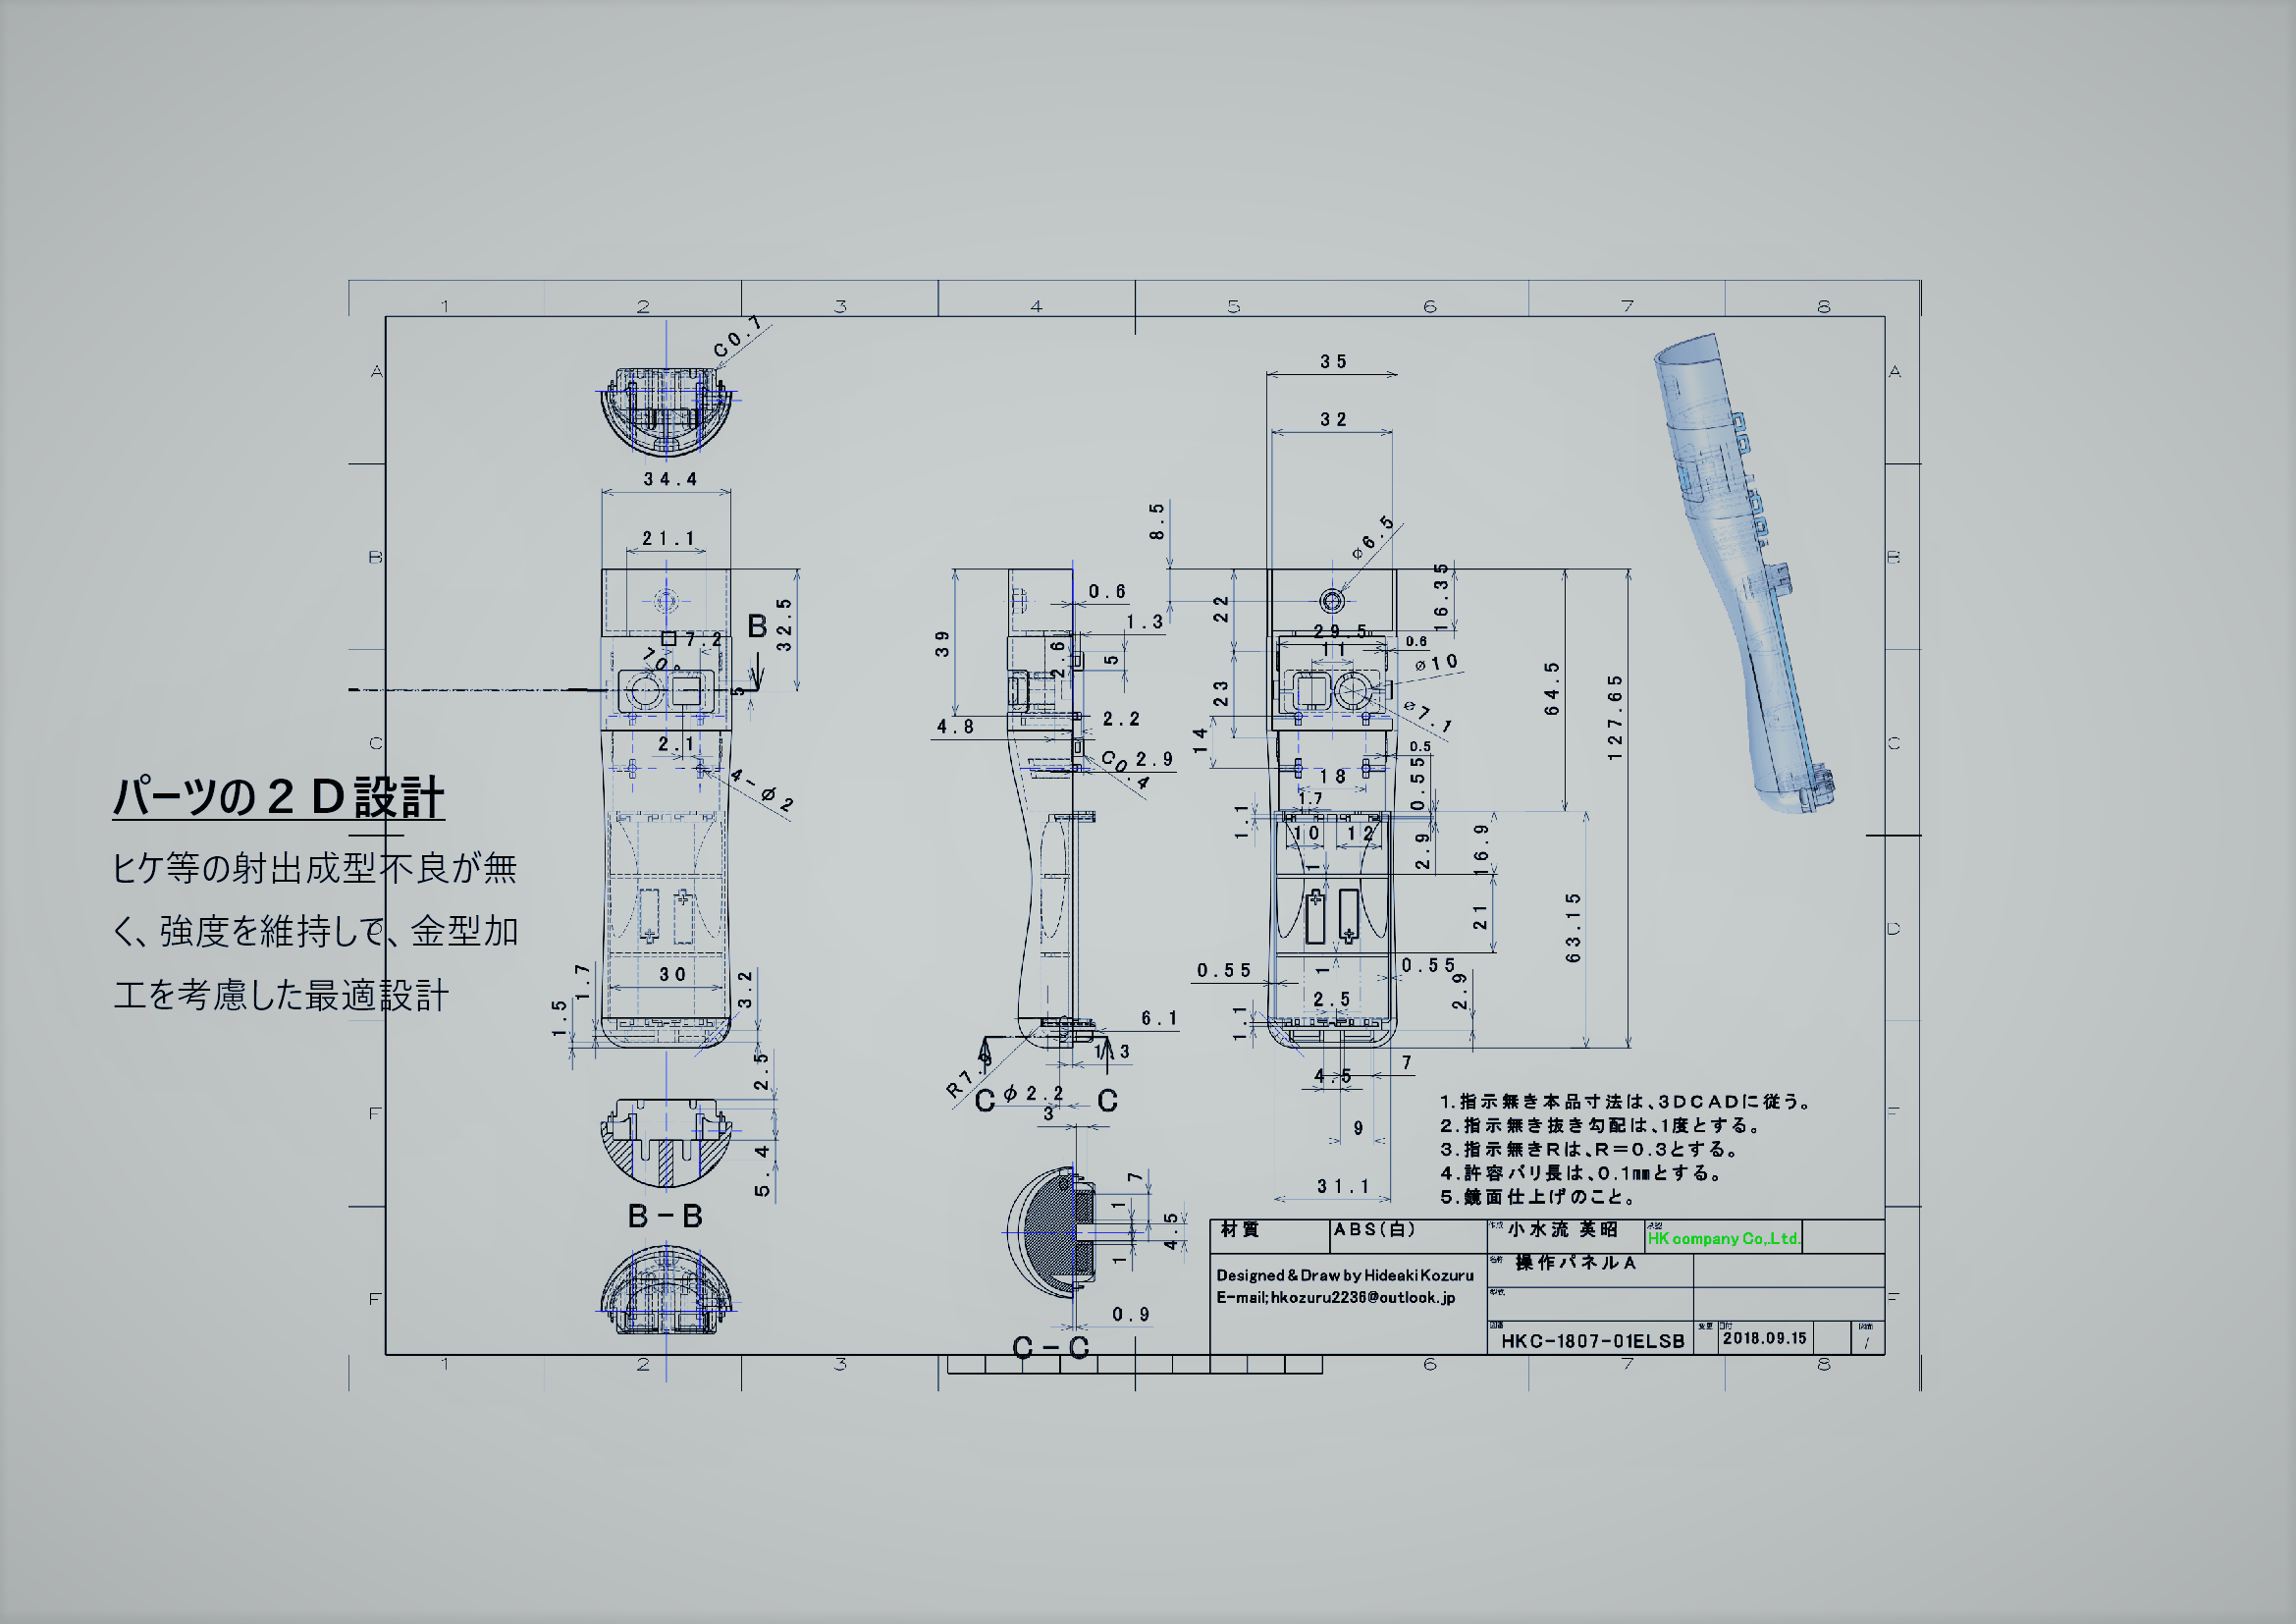 1 2 3 4 5 6 7 8
A A
B B
C C
D D
F F
F F
C0.7
34.4
21.1
□7.2
70°
B
32.5
5
2.1
4-φ2
30
1.7
1.5
3.2
2.5
5.4
B-B
39
0.6
1.3
2.6
5
8.5
4.8
2.2
C0.4
2.9
6.1
1.3
φ2.2
3
C C
7
1
4.5
1
0.9
C-C
35
32
φ6.5
22
16.35
29.5
11
0.6
φ10
23
φ7.1
14
0.5
18
1.7
0.55
1.1
10 12
2.9
16.9
1
21
64.5
127.65
63.15
0.55
0.55
1
2.5
2.9
1.1
7
4.5
9
31.1
パーツの2D設計
ヒケ等の射出成型不良が無
く、強度を維持して、金型加
工を考慮した最適設計
1.指示無き本品寸法は、3DCADに従う。
2.指示無き抜き勾配は、1度とする。
3.指示無きRは、R=0.3とする。
4.許容バリ長は、0.1㎜とする。
5.鏡面仕上げのこと。
材質 ABS(白) 小水流 英昭 HK company Co,.Ltd.
Designed & Draw by Hideaki Kozuru
E-mail;hkozuru2236@outlook.jp
操作パネルA
HKC-1807-01ELSB 2018.09.15 /
1 2 3 6 7 8